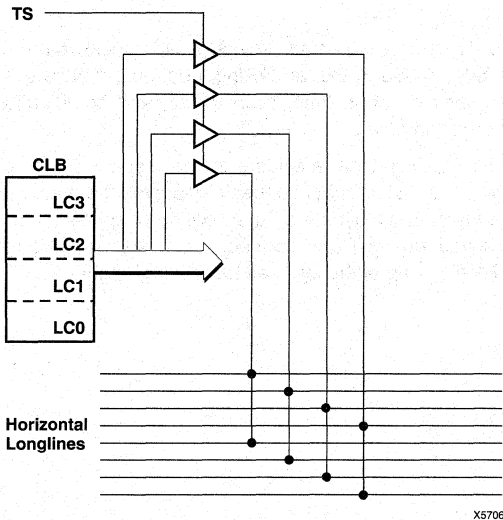 TS
CLB
LC3
LC2
LC1
LC0
Horizontal
Longlines
X5706